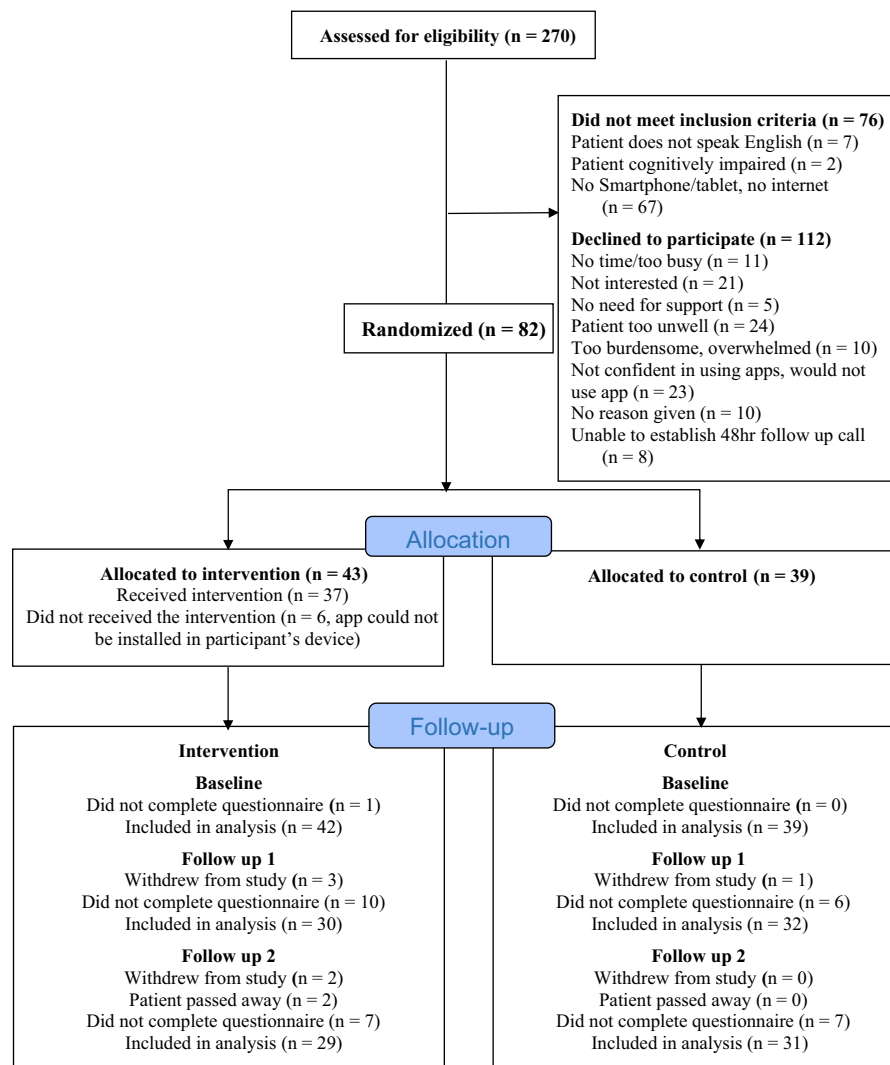 Assessed for eligibility (n = 270)
Did not meet inclusion criteria (n = 76)
Patient does not speak English (n = 7)
Patient cognitively impaired (n = 2)
No Smartphone/tablet, no internet
(n = 67)
Declined to participate (n = 112)
No time/too busy (n = 11)
Not interested (n = 21)
No need for support (n = 5)
Patient too unwell (n = 24)
Too burdensome, overwhelmed (n = 10)
Not confident in using apps, would not
use app (n = 23)
No reason given (n = 10)
Unable to establish 48hr follow up call
(n = 8)
Randomized (n = 82)
Allocation
Allocated to intervention (n = 43)
Received intervention (n = 37)
Did not received the intervention (n = 6, app could not
be installed in participant's device)
Allocated to control (n = 39)
Follow-up
Intervention
Baseline
Did not complete questionnaire (n = 1)
Included in analysis (n = 42)
Follow up 1
Withdrew from study (n = 3)
Did not complete questionnaire (n = 10)
Included in analysis (n = 30)
Follow up 2
Withdrew from study (n = 2)
Patient passed away (n = 2)
Did not complete questionnaire (n = 7)
Included in analysis (n = 29)
Control
Baseline
Did not complete questionnaire (n = 0)
Included in analysis (n = 39)
Follow up 1
Withdrew from study (n = 1)
Did not complete questionnaire (n = 6)
Included in analysis (n = 32)
Follow up 2
Withdrew from study (n = 0)
Patient passed away (n = 0)
Did not complete questionnaire (n = 7)
Included in analysis (n = 31)